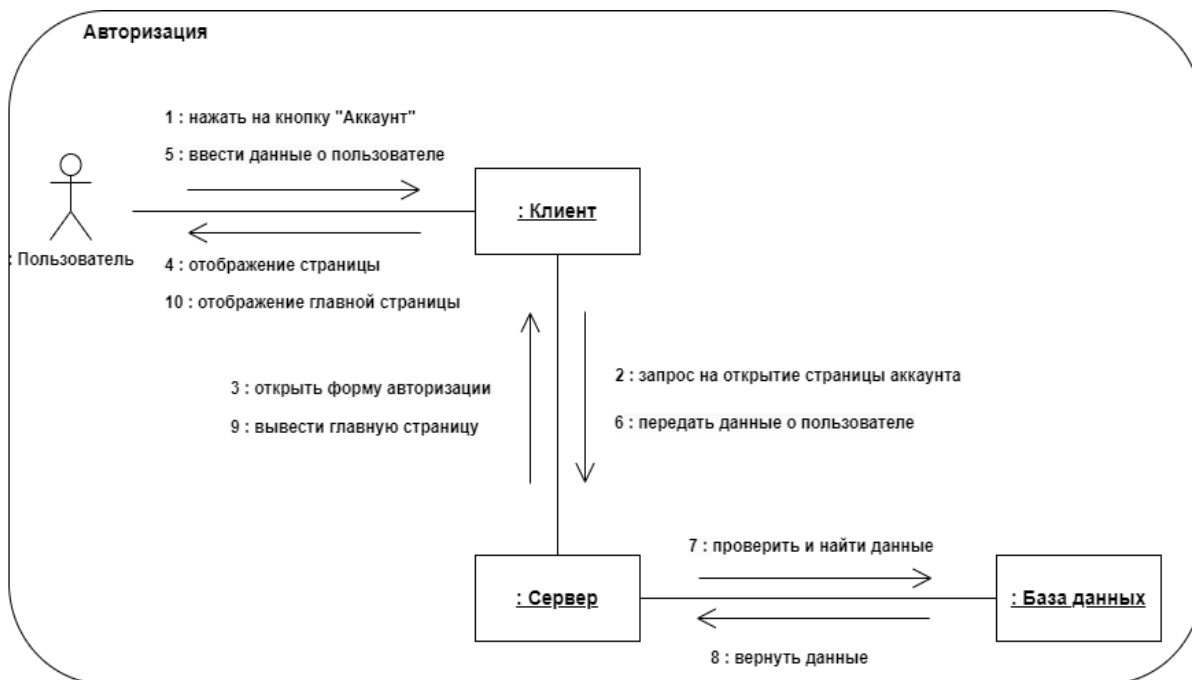 Авторизация
1 : нажать на кнопку "Аккаунт"
5 : ввести данные о пользователе
: Клиент
: Пользователь
4 : отображение страницы
10 : отображение главной страницы
3 : открыть форму авторизации
9 : вывести главную страницу
2 : запрос на открытие страницы аккаунта
6 : передать данные о пользователе
7 : проверить и найти данные
: Сервер
: База данных
8 : вернуть данные